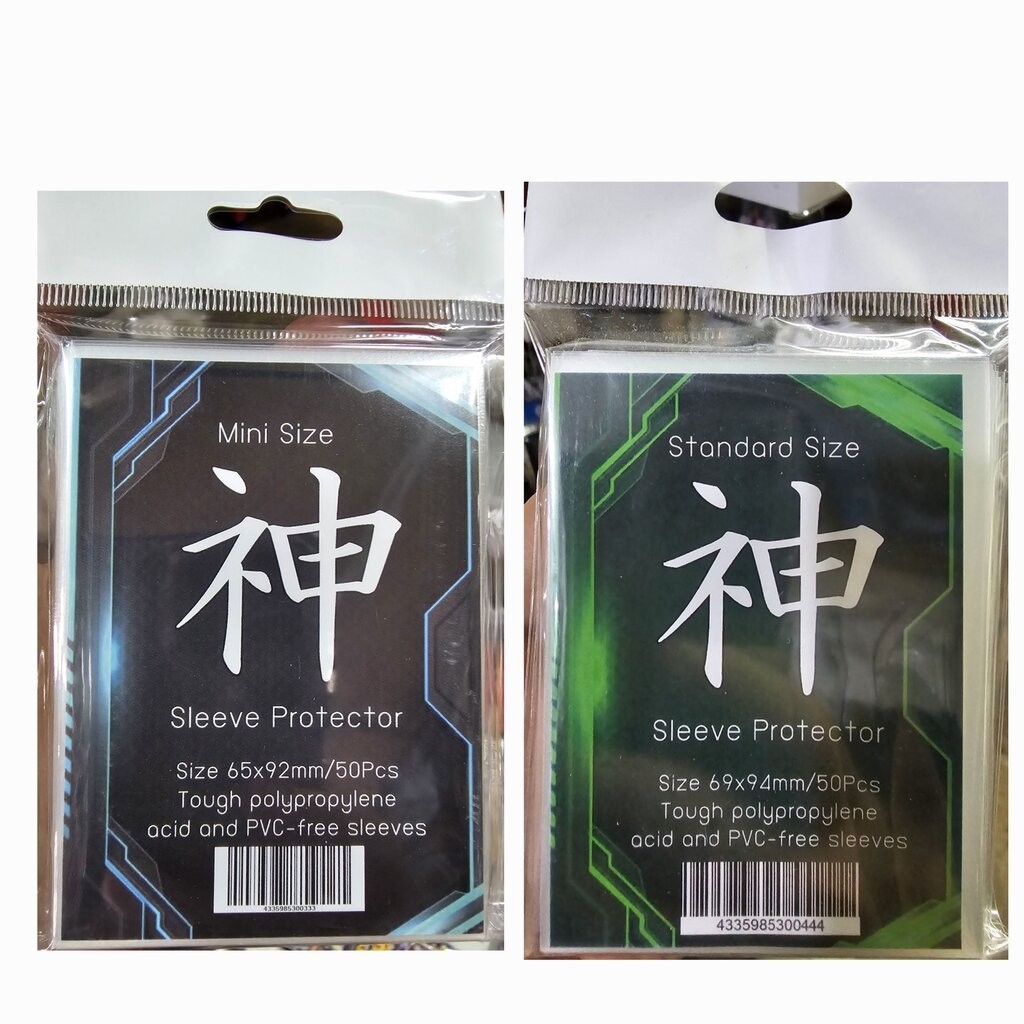 Mini Size
神
Sleeve Protector
Size 65x92mm/50Pcs
Tough polypropylene
acid and PVC-free sleeves
4335985300333
Standard Size
神
Sleeve Protector
Size 69x94mm/50Pcs
Tough polypropylene
acid and PVC-free sleeves
4335985300444